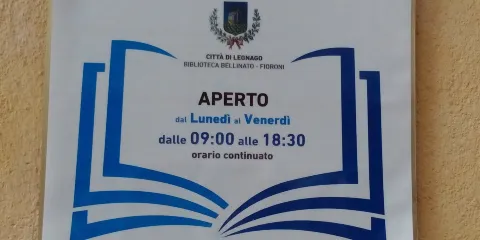 CITTÀ DI LEGNAGO
BIBLIOTECA BELLINATO - FIORONI
APERTO
dal Lunedì al Venerdì
dalle 09:00 alle 18:30
orario continuato